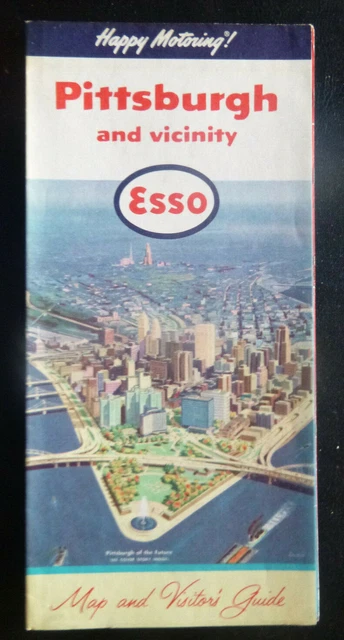 Happy Motoring!
Pittsburgh
and vicinity
Esso
Pittsburgh of the Future
Map and Visitor's Guide